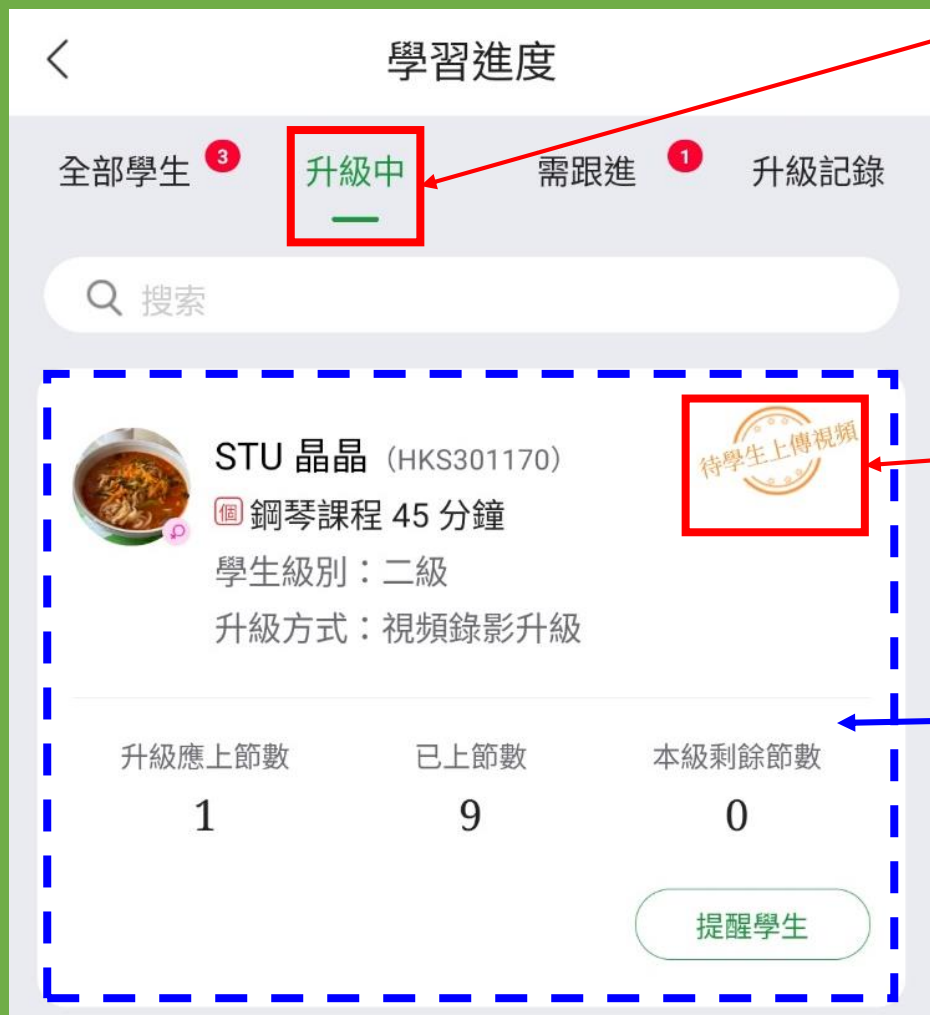 學習進度
全部學生 3 升級中 需跟進 1 升級記錄
搜索
待學生上傳視頻
STU 晶晶 (HKS301170)
個 鋼琴課程 45 分鐘
學生級別：二級
升級方式：視頻錄影升級
升級應上節數 已上節數 本級剩餘節數
1 9 0
提醒學生